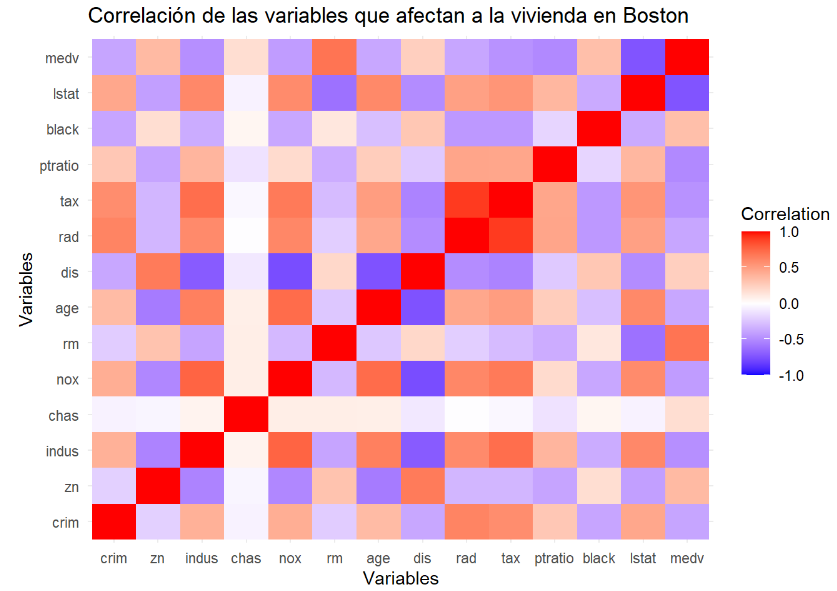 Correlación de las variables que afectan a la vivienda en Boston
Variables
medv
lstat
black
ptratio
tax
rad
dis
age
rm
nox
chas
indus
zn
crim
crim zn indus chas nox rm age dis rad tax ptratio black lstat medv
Variables
Correlation
1.0
0.5
0.0
-0.5
-1.0